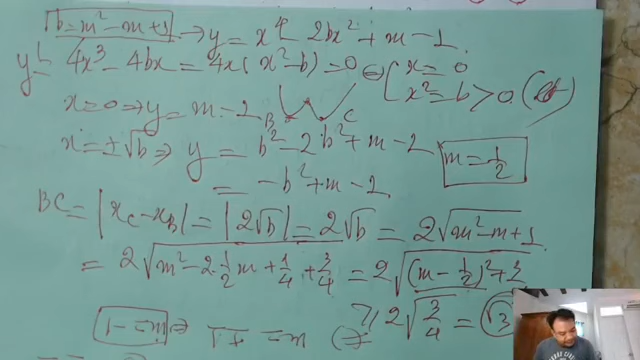 b = m² - m + 1 → y = x⁴ - 2bx² + m - 1.
y' = 4x³ - 4bx = 4x(x² - b) = 0 ⇔ [x = 0
x² = b > 0
x = 0 → y = m - 2 B C
x = ±√b ⇒ y = b² - 2b² + m - 2 m = 1/2
= -b² + m - 2
BC = |x_C - x_B| = |2√b| = 2√b = 2√(m² - m + 1)
= 2√(m² - 2·1/2 m + 1/4 + 3/4) = 2√((m - 1/2)² + 3
≥ 2√(3/4) = √3